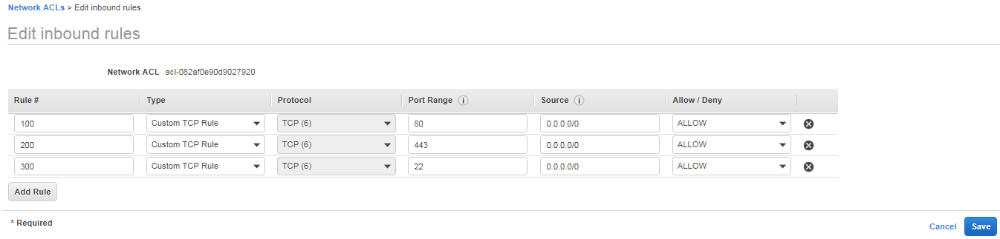 Network ACLs > Edit inbound rules
Edit inbound rules
Network ACL acl-082af0e90d9027920
Rule # Type Protocol Port Range i Source i Allow / Deny
100 Custom TCP Rule TCP (6) 80 0.0.0.0/0 ALLOW
200 Custom TCP Rule TCP (6) 443 0.0.0.0/0 ALLOW
300 Custom TCP Rule TCP (6) 22 0.0.0.0/0 ALLOW
Add Rule
* Required
Cancel Save